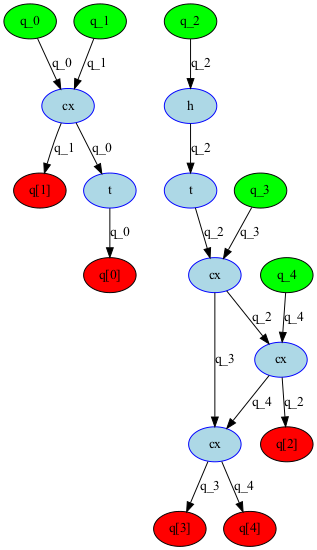 q_0 q_1 q_2
q_0 q_1 q_2
cx h
q_1 q_0 q_2
q[1] t t q_3
q_0 q_2 q_3
q[0] cx q_4
q_2 q_4
q_3 cx
q_4 q_2
cx q[2]
q_3 q_4
q[3] q[4]